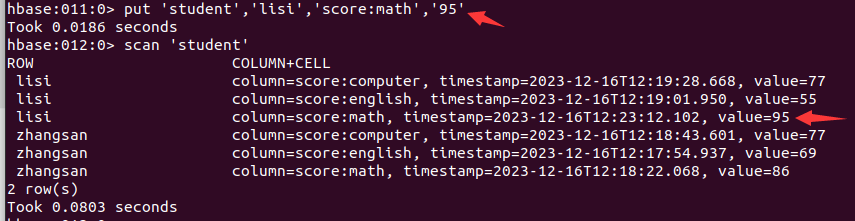 hbase:011:0> put 'student','lisi','score:math','95'
Took 0.0186 seconds
hbase:012:0> scan 'student'
ROW COLUMN+CELL
lisi column=score:computer, timestamp=2023-12-16T12:19:28.668, value=77
lisi column=score:english, timestamp=2023-12-16T12:19:01.950, value=55
lisi column=score:math, timestamp=2023-12-16T12:23:12.102, value=95
zhangsan column=score:computer, timestamp=2023-12-16T12:18:43.601, value=77
zhangsan column=score:english, timestamp=2023-12-16T12:17:54.937, value=69
zhangsan column=score:math, timestamp=2023-12-16T12:18:22.068, value=86
2 row(s)
Took 0.0803 seconds